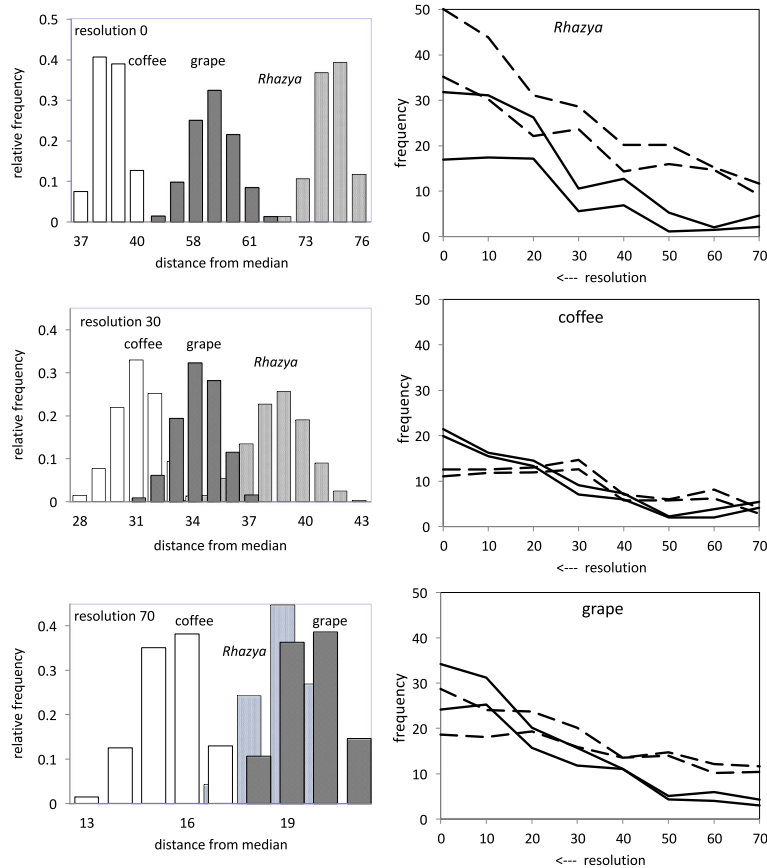 resolution 0
coffee
grape
Rhazya
relative frequency
0.5
0.4
0.3
0.2
0.1
0
37 40 58 61 73 76
distance from median
Rhazya
frequency
50
40
30
20
10
0
0 10 20 30 40 50 60 70
<--- resolution
resolution 30
coffee
grape
Rhazya
relative frequency
0.4
0.3
0.2
0.1
0
28 31 34 37 40 43
distance from median
coffee
frequency
50
40
30
20
10
0
0 10 20 30 40 50 60 70
<--- resolution
resolution 70
coffee
grape
Rhazya
relative frequency
0.4
0.3
0.2
0.1
0
13 16 19
distance from median
grape
frequency
50
40
30
20
10
0
0 10 20 30 40 50 60 70
<--- resolution